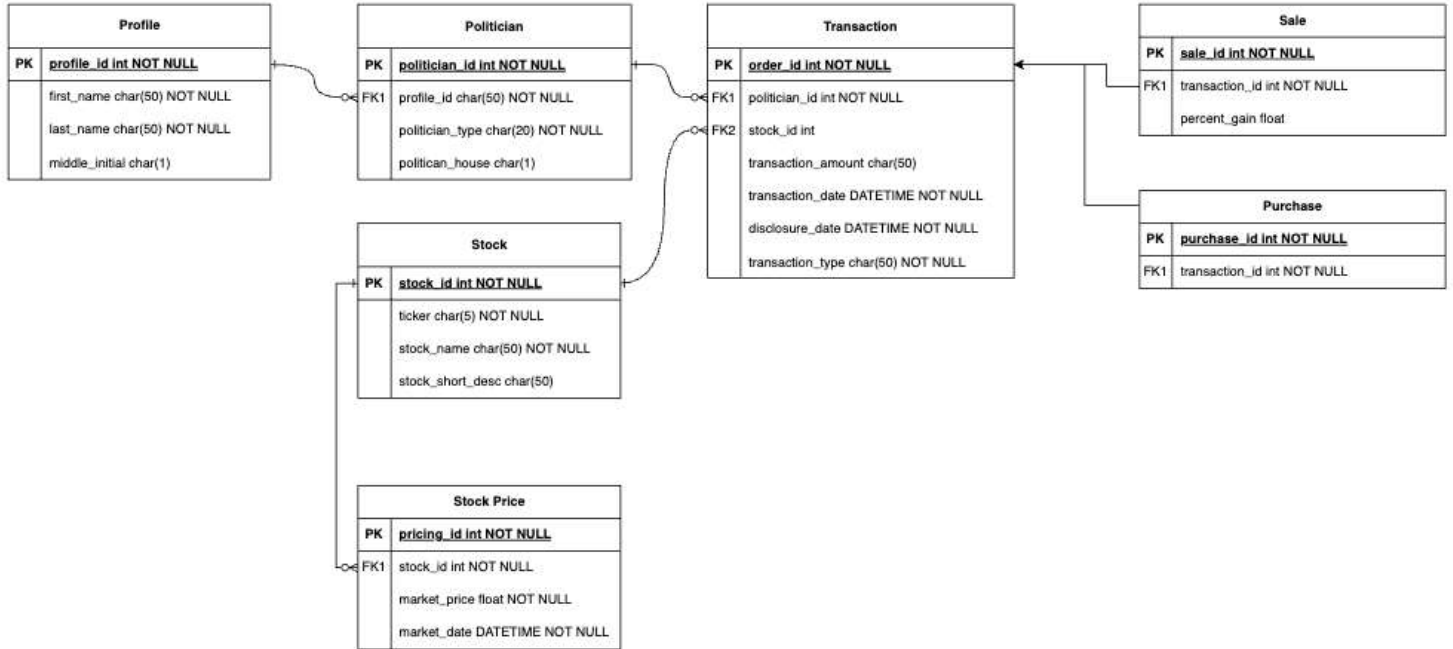 Profile
PK profile_id int NOT NULL
first_name char(50) NOT NULL
last_name char(50) NOT NULL
middle_initial char(1)
Politician
PK politician_id int NOT NULL
FK1 profile_id char(50) NOT NULL
politician_type char(20) NOT NULL
politican_house char(1)
Transaction
PK order_id int NOT NULL
FK1 politician_id int NOT NULL
FK2 stock_id int
transaction_amount char(50)
transaction_date DATETIME NOT NULL
disclosure_date DATETIME NOT NULL
transaction_type char(50) NOT NULL
Sale
PK sale_id int NOT NULL
FK1 transaction_id int NOT NULL
percent_gain float
Purchase
PK purchase_id int NOT NULL
FK1 transaction_id int NOT NULL
Stock
PK stock_id int NOT NULL
ticker char(5) NOT NULL
stock_name char(50) NOT NULL
stock_short_desc char(50)
Stock Price
PK pricing_id int NOT NULL
FK1 stock_id int NOT NULL
market_price float NOT NULL
market_date DATETIME NOT NULL